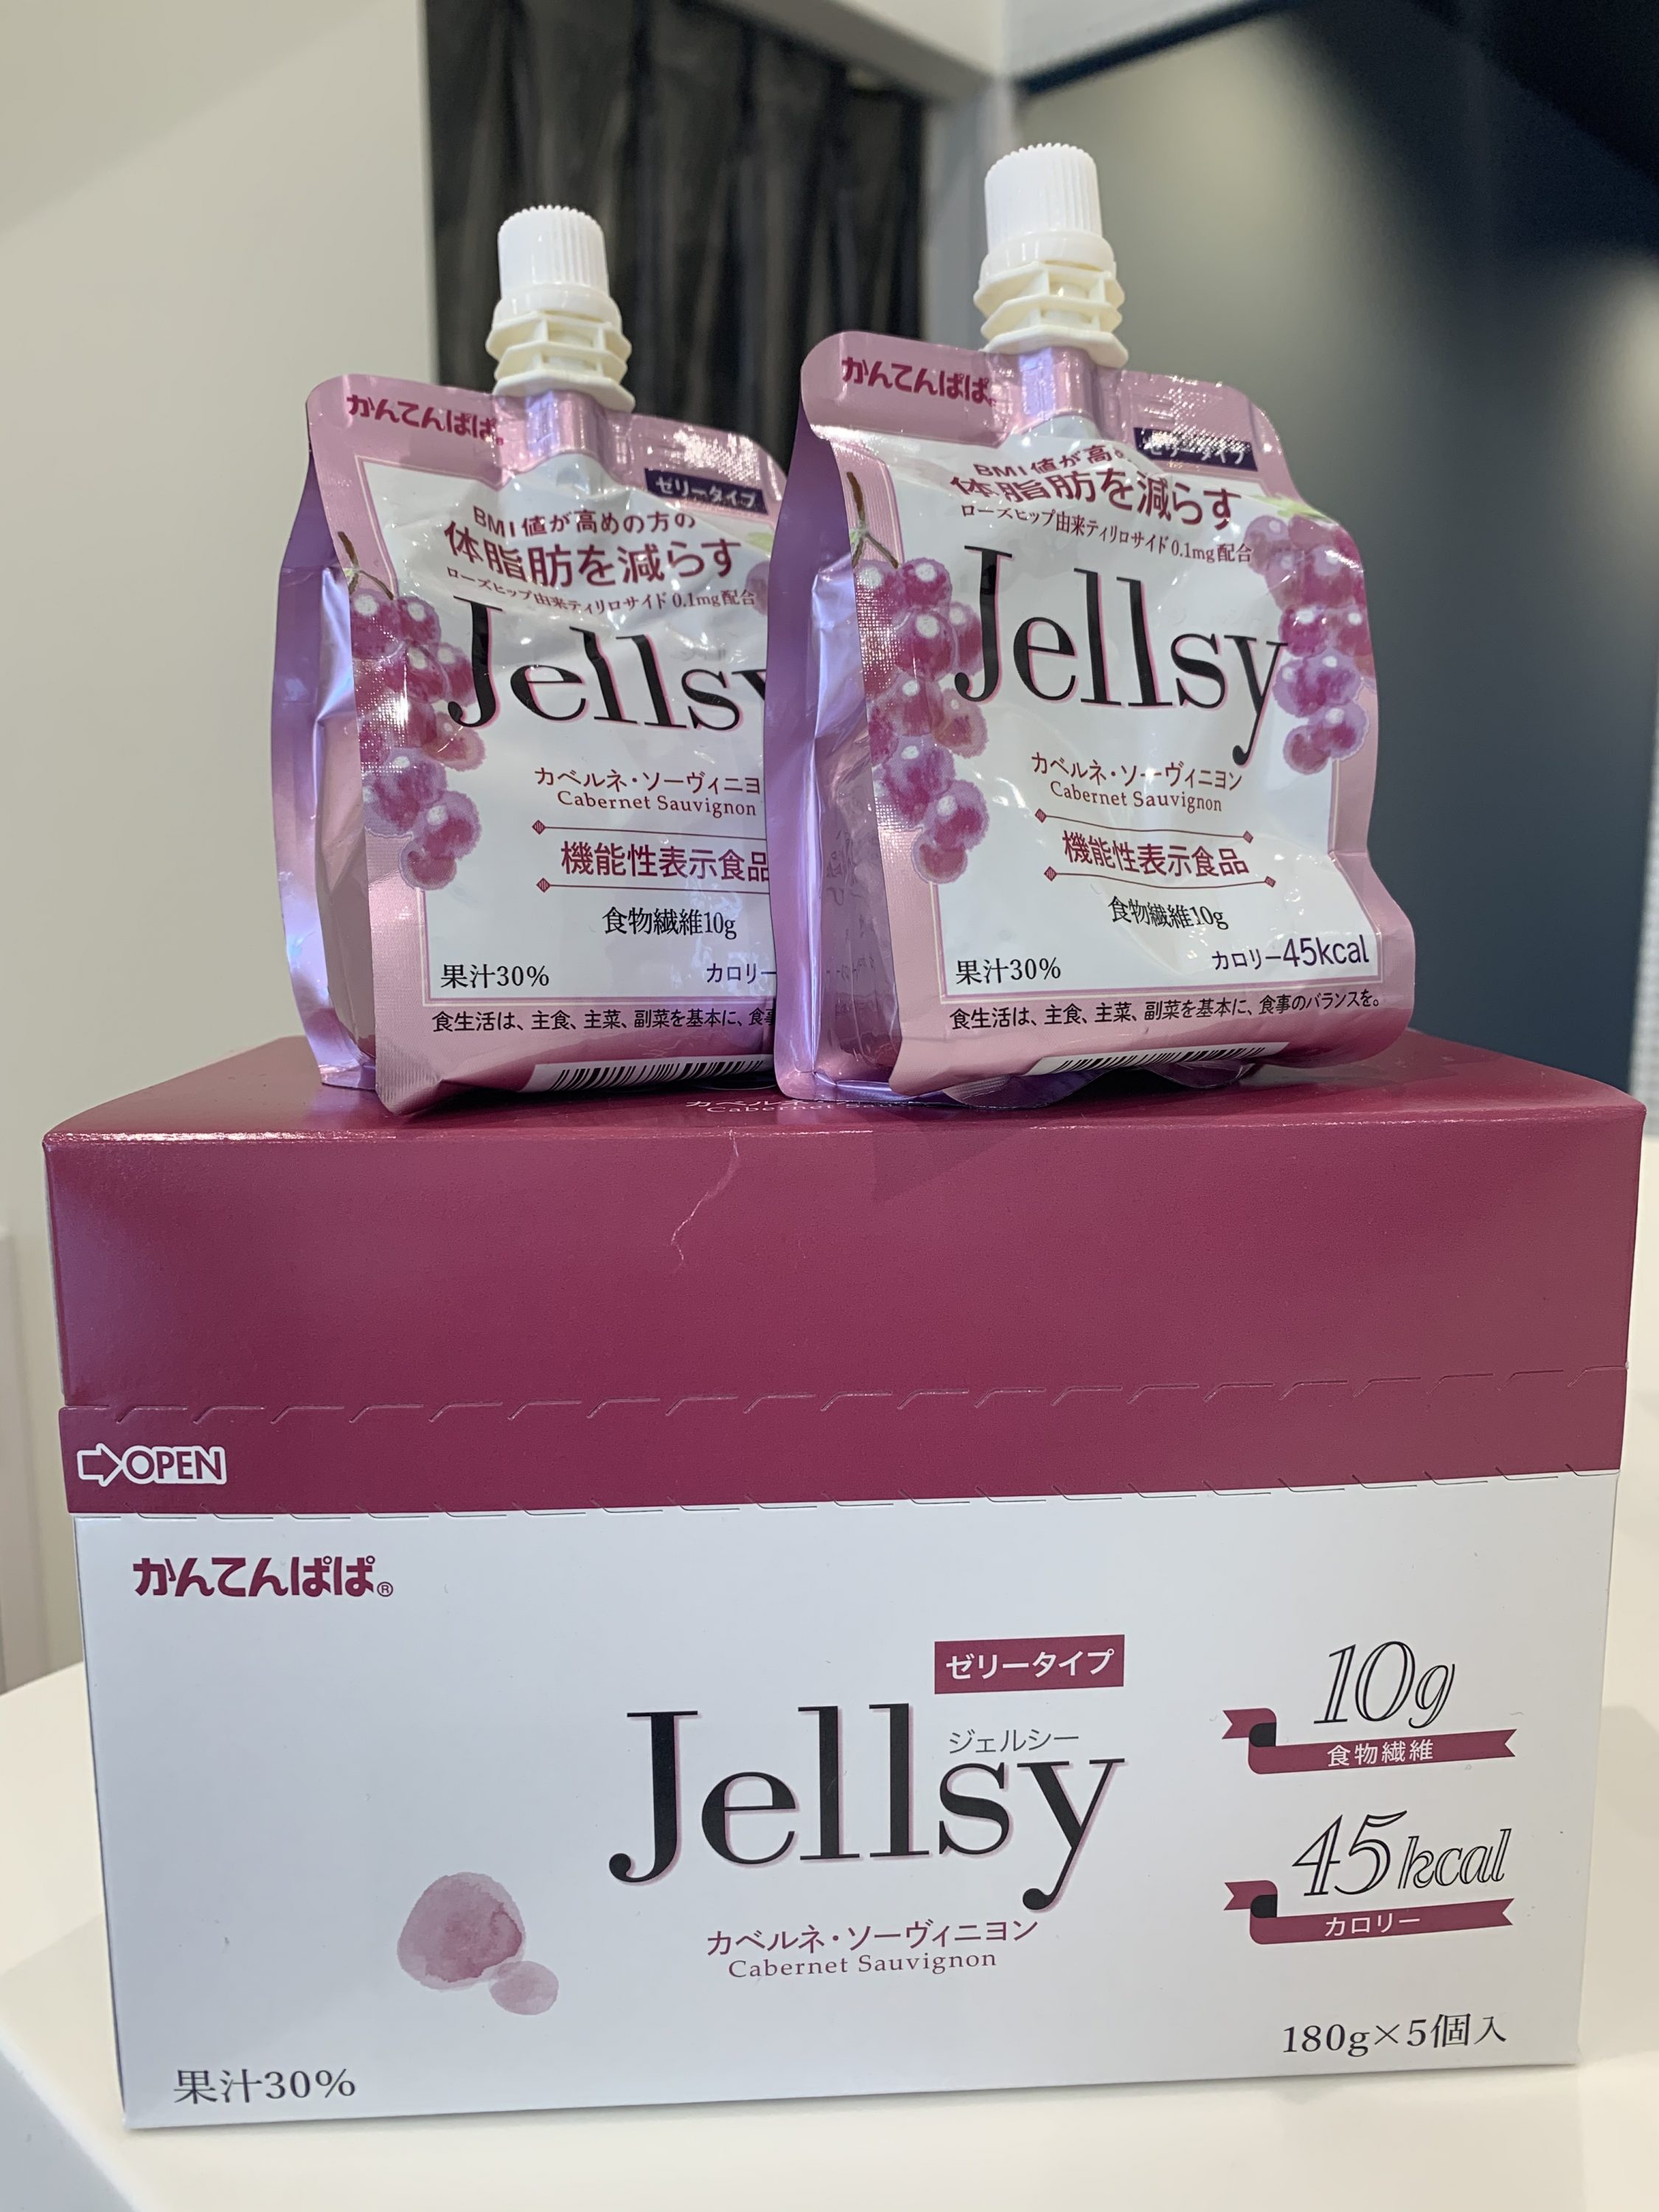 かんてんぱぱ®
ゼリータイプ
BMI値が高めの方の
体脂肪を減らす
ローズヒップ由来ティリロサイド0.1mg配合
Jellsy
カベルネ・ソーヴィニヨ
Cabernet Sauvignon
機能性表示食品
食物繊維10g
果汁30%
カロリー
食生活は、主食、主菜、副菜を基本に、食事
かんてんぱぱ
ゼリータイプ
BMI値が高
体脂肪を減らす
ローズヒップ由来ティリロサイド0.1mg配合
Jellsy
カベルネ・ソーヴィニヨン
Cabernet Sauvignon
機能性表示食品
食物繊維10g
果汁30%
カロリー45kcal
食生活は、主食、主菜、副菜を基本に、食事のバランスを。
OPEN
かんてんぱぱ®
ゼリータイプ
ジェルシー
Jellsy
カベルネ・ソーヴィニヨン
Cabernet Sauvignon
10g
食物繊維
45kcal
カロリー
果汁30%
180g×5個入